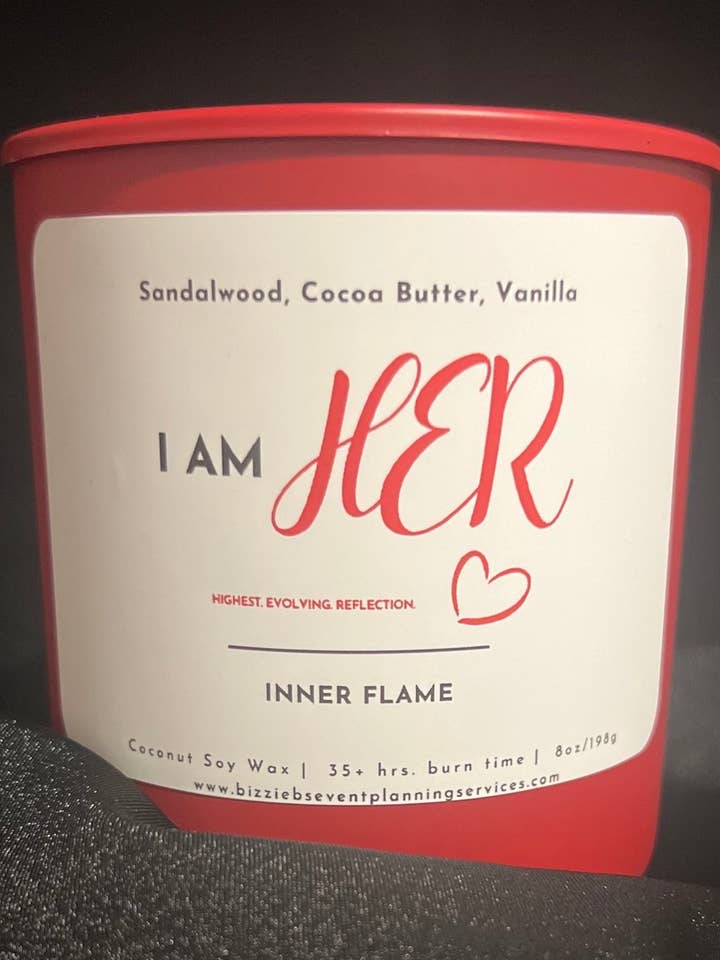 Sandalwood, Cocoa Butter, Vanilla
I AM HER
HIGHEST. EVOLVING. REFLECTION.
INNER FLAME
Coconut Soy Wax | 35+ hrs. burn time | 8oz/198g
www.bizziebseventplanningservices.com